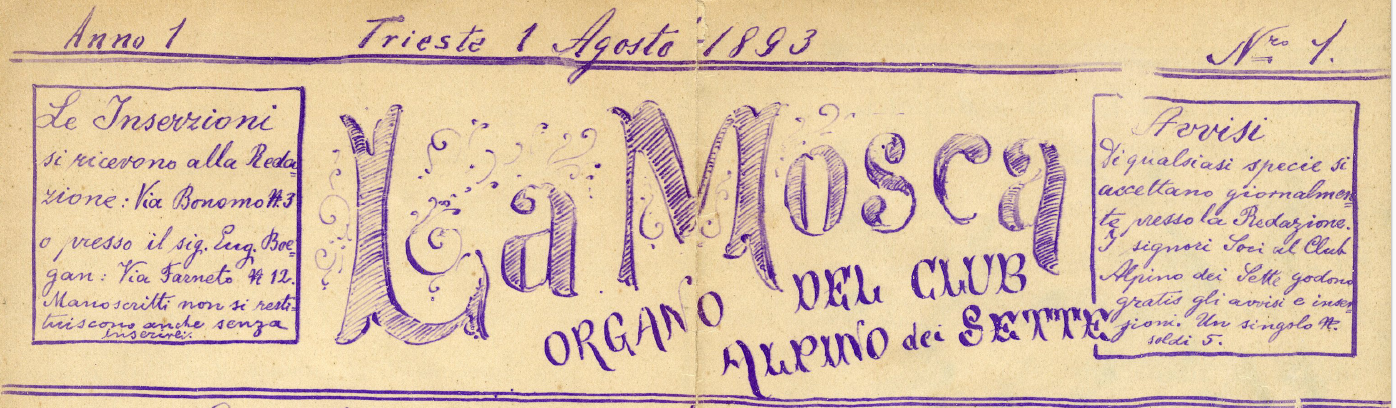 Anno 1 Trieste 1 Agosto 1893 Nro 1.
Le Inserzioni
si ricevono alla Reda
zione: Via Bonomo N. 3
o presso il sig. Eug. Boe-
gan: Via Farneto N 12.
Manoscritti non si resti-
tuiscono anche senza
inserirei.
La Mosca
ORGANO DEL CLUB
ALPINO dei SETTE
Avvisi
di qualsiasi specie si
accettano giornalmen-
te presso la Redazione.
I signori Soci al Club
Alpino dei Sette godono
gratis gli avvisi e inser-
zioni. Un singolo N.
soldi 5.